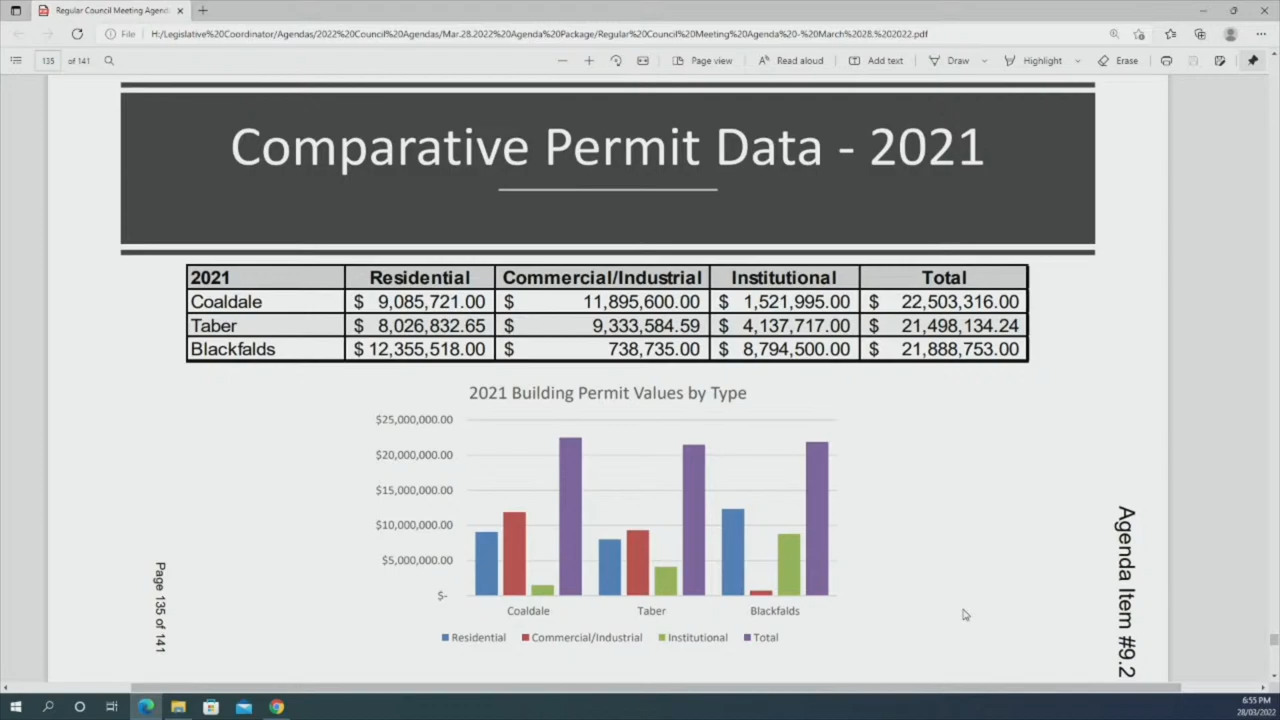 Regular Council Meeting Agend
File
H:/Legislative%20Coordinator/Agendas/2022%20Council%20Agendas/Mar.28.2022%20Agenda%20Package/Regular%20Council%20Meeting%20Agenda%20-%20March%2028.%202022.pdf
135 of 141
Page view
Read aloud
Add text
Draw
Highlight
Erase
Comparative Permit Data - 2021
2021 Residential Commercial/Industrial Institutional Total
Coaldale $ 9,085,721.00 $ 11,895,600.00 $ 1,521,995.00 $ 22,503,316.00
Taber $ 8,026,832.65 $ 9,333,584.59 $ 4,137,717.00 $ 21,498,134.24
Blackfalds $ 12,355,518.00 $ 738,735.00 $ 8,794,500.00 $ 21,888,753.00
2021 Building Permit Values by Type
$25,000,000.00
$20,000,000.00
$15,000,000.00
$10,000,000.00
$5,000,000.00
$-
Coaldale Taber Blackfalds
Residential Commercial/Industrial Institutional Total
Page 135 of 141
Agenda Item #9.2
6:55 PM
28/03/2022